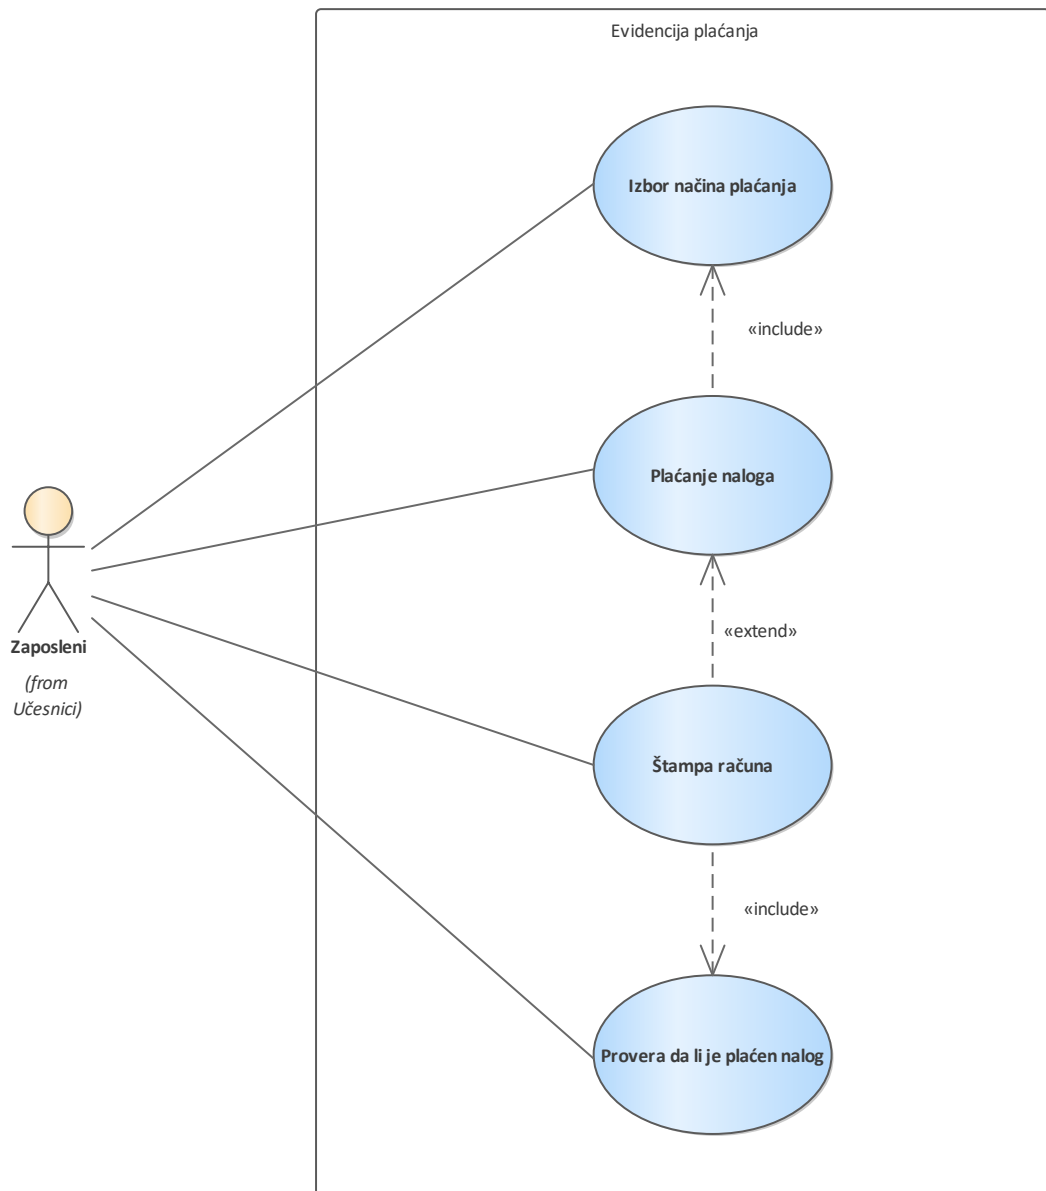 Evidencija plaćanja
Izbor načina plaćanja
«include»
Plaćanje naloga
«extend»
Zaposleni
(from
Učesnici)
Štampa računa
«include»
Provera da li je plaćen nalog